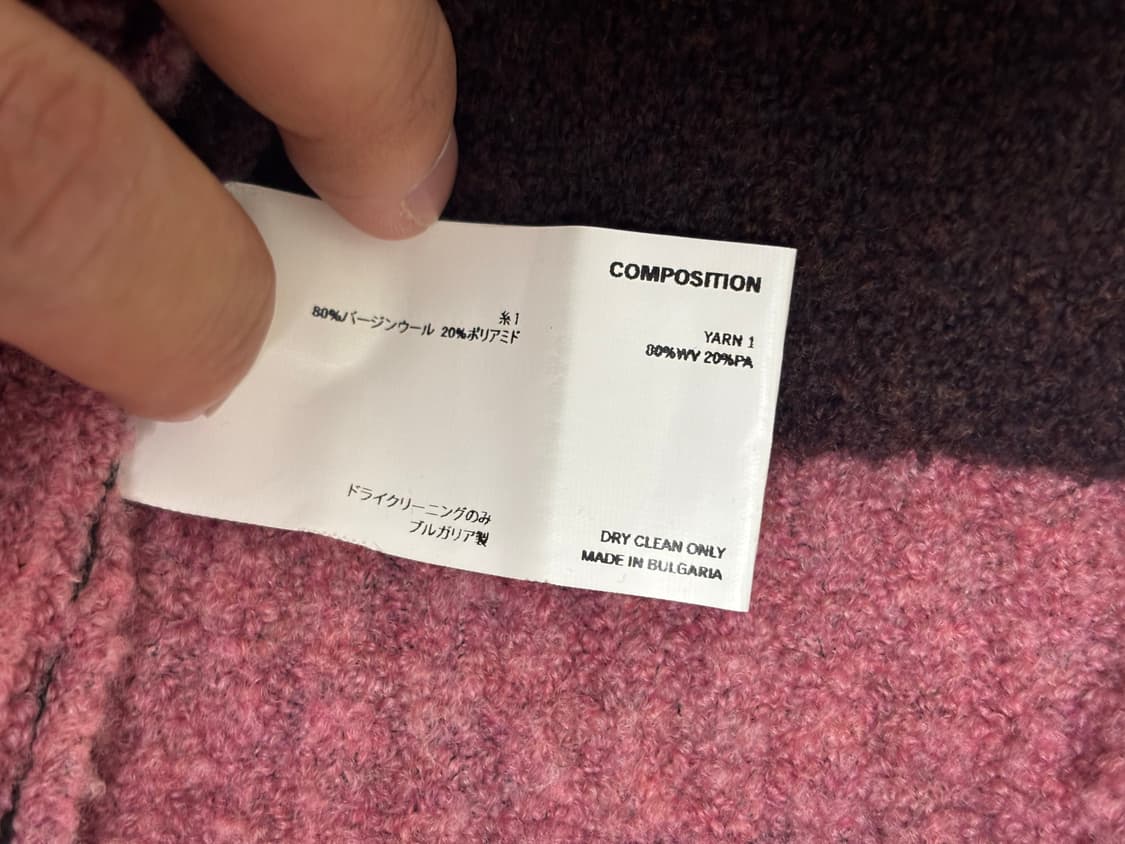 COMPOSITION
糸1
80%バージンウール 20%ポリアミド
YARN 1
80%WV 20%PA
ドライクリーニングのみ
ブルガリア製
DRY CLEAN ONLY
MADE IN BULGARIA